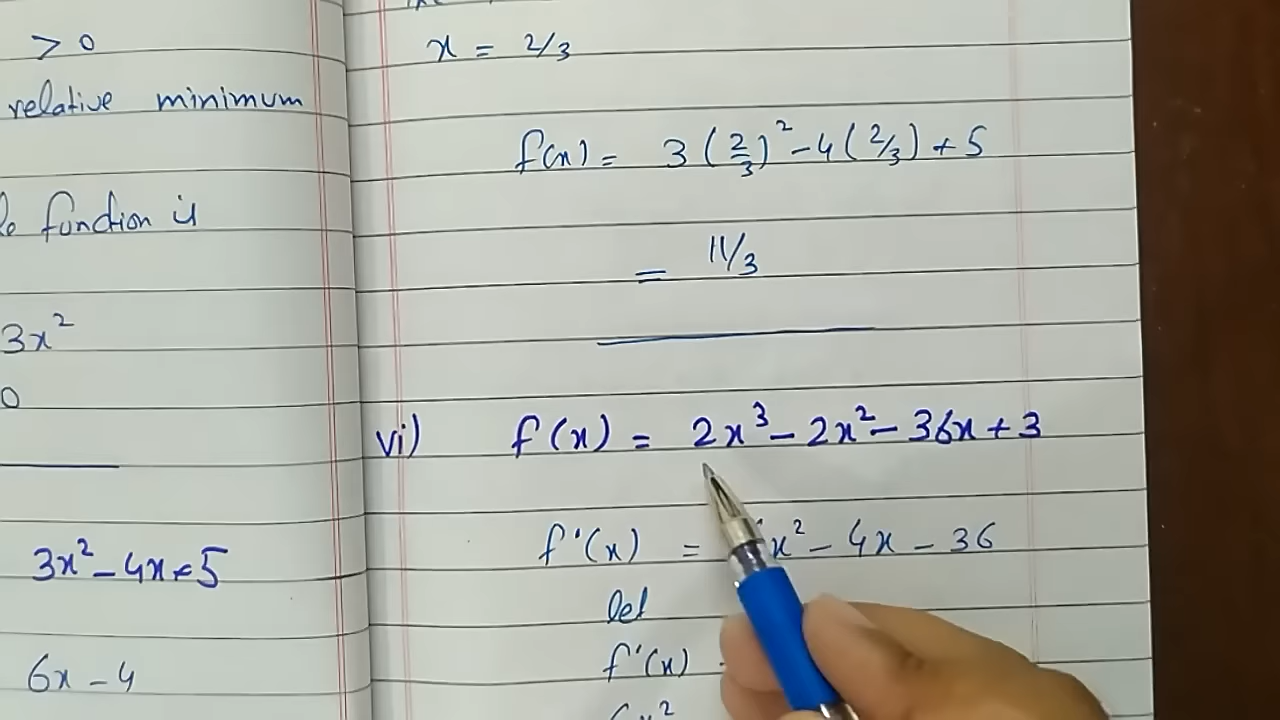 > 0
relative minimum
function is
3x²
0
3x² - 4x + 5
6x - 4
x = 2/3
f(x) = 3 (2/3)² - 4 (2/3) + 5
= 11/3
vi) f(x) = 2x³ - 2x² - 36x + 3
f'(x) = x² - 4x - 36
let
f'(x)